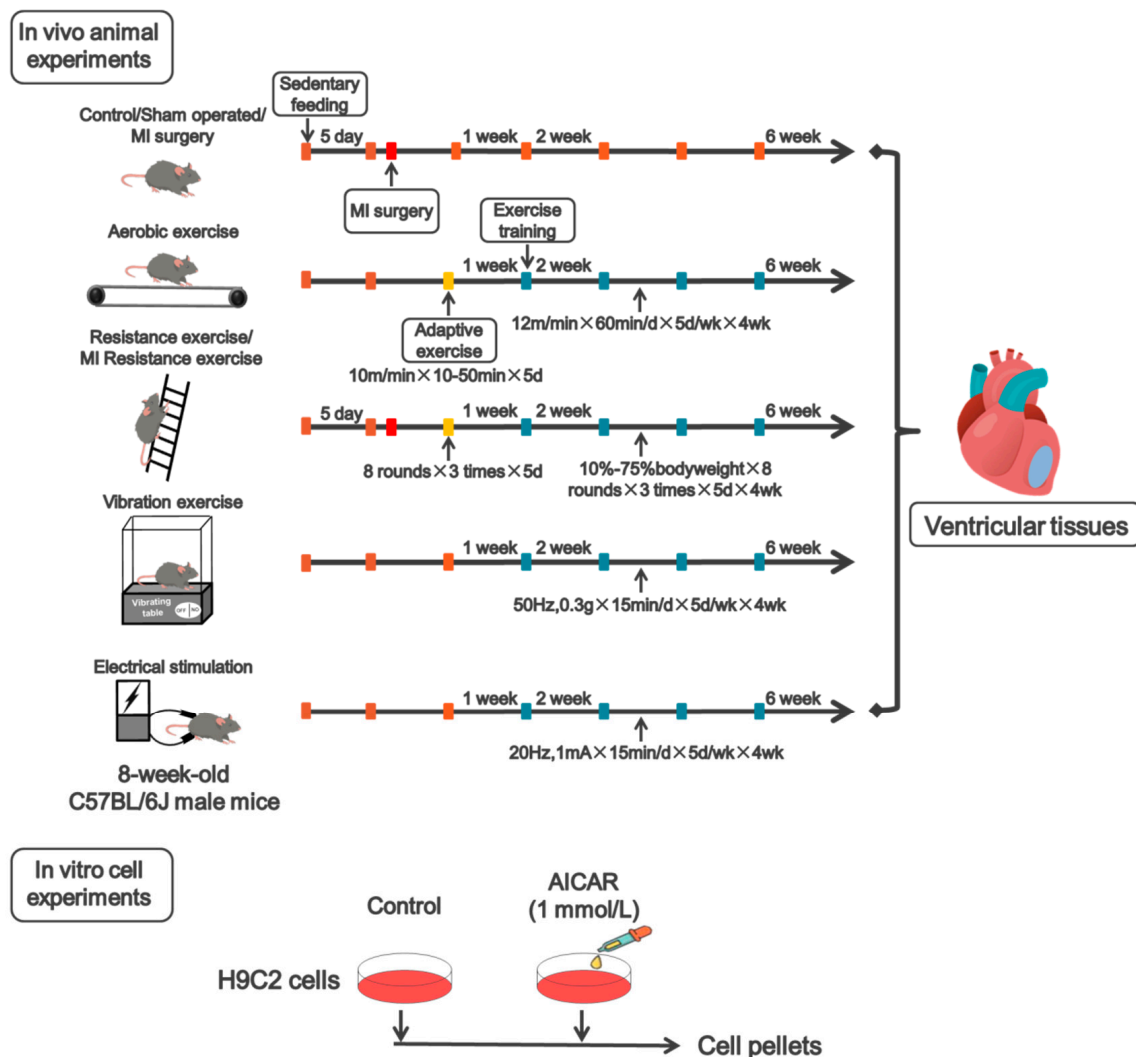 In vivo animal
experiments
Control/Sham operated/
MI surgery
Sedentary
feeding
5 day
1 week
2 week
6 week
MI surgery
Exercise
training
Aerobic exercise
1 week
2 week
6 week
Adaptive
exercise
10m/min×10-50min×5d
12m/min×60min/d×5d/wk×4wk
Resistance exercise/
MI Resistance exercise
5 day
1 week
2 week
6 week
8 rounds×3 times×5d
10%-75%bodyweight×8
rounds×3 times×5d×4wk
Vibration exercise
Vibrating
table
OFF
NO
1 week
2 week
6 week
50Hz,0.3g×15min/d×5d/wk×4wk
Electrical stimulation
1 week
2 week
6 week
20Hz,1mA×15min/d×5d/wk×4wk
8-week-old
C57BL/6J male mice
Ventricular tissues
In vitro cell
experiments
Control
AICAR
(1 mmol/L)
H9C2 cells
Cell pellets